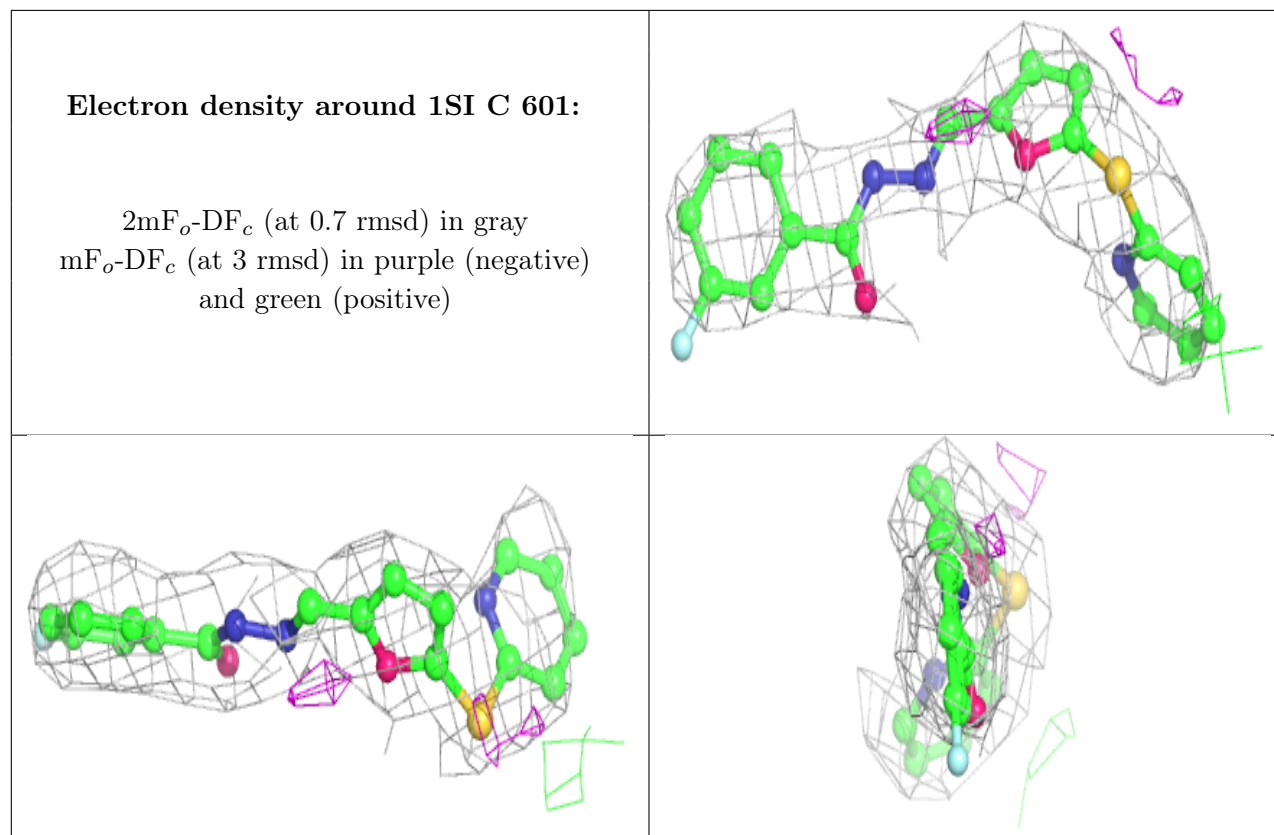 Electron density around 1SI C 601:
2mFₒ-DF𝒸 (at 0.7 rmsd) in gray
mFₒ-DF𝒸 (at 3 rmsd) in purple (negative)
and green (positive)